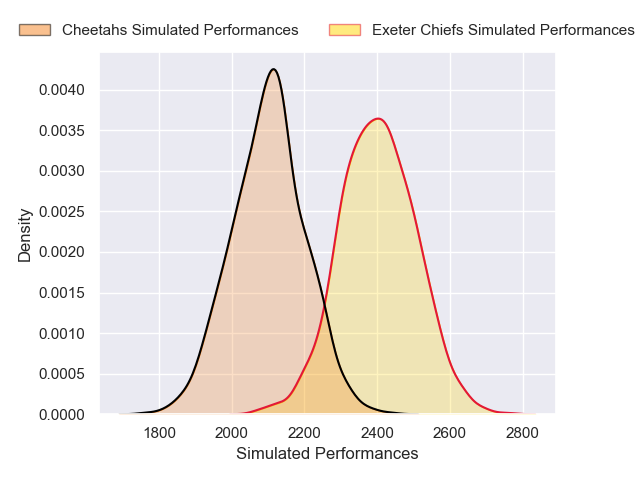 Cheetahs Simulated Performances Exeter Chiefs Simulated Performances
0.0040
0.0035
0.0030
0.0025
0.0020
0.0015
0.0010
0.0005
0.0000
Density
1800 2000 2200 2400 2600 2800
Simulated Performances